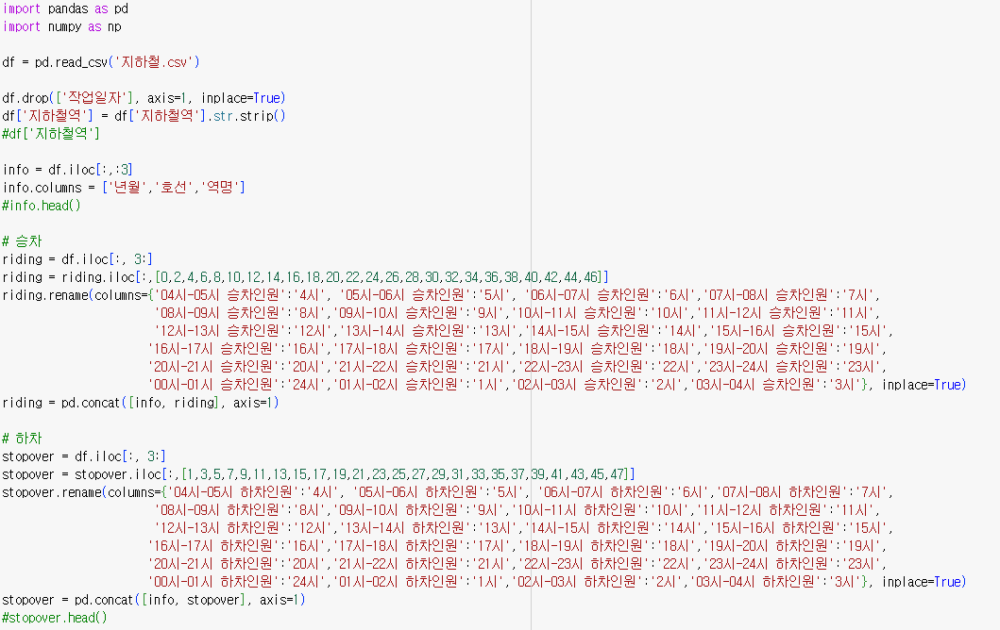 import pandas as pd
import numpy as np
df = pd.read_csv('지하철.csv')
df.drop(['작업일자'], axis=1, inplace=True)
df['지하철역'] = df['지하철역'].str.strip()
#df['지하철역']
info = df.iloc[:,:3]
info.columns = ['년월','호선','역명']
#info.head()
# 승차
riding = df.iloc[:, 3:]
riding = riding.iloc[:,[0,2,4,6,8,10,12,14,16,18,20,22,24,26,28,30,32,34,36,38,40,42,44,46]]
riding.rename(columns={'04시-05시 승차인원':'4시', '05시-06시 승차인원':'5시', '06시-07시 승차인원':'6시','07시-08시 승차인원':'7시',
'08시-09시 승차인원':'8시','09시-10시 승차인원':'9시','10시-11시 승차인원':'10시','11시-12시 승차인원':'11시',
'12시-13시 승차인원':'12시','13시-14시 승차인원':'13시','14시-15시 승차인원':'14시','15시-16시 승차인원':'15시',
'16시-17시 승차인원':'16시','17시-18시 승차인원':'17시','18시-19시 승차인원':'18시','19시-20시 승차인원':'19시',
'20시-21시 승차인원':'20시','21시-22시 승차인원':'21시','22시-23시 승차인원':'22시','23시-24시 승차인원':'23시',
'00시-01시 승차인원':'24시','01시-02시 승차인원':'1시','02시-03시 승차인원':'2시','03시-04시 승차인원':'3시'}, inplace=True)
riding = pd.concat([info, riding], axis=1)
# 하차
stopover = df.iloc[:, 3:]
stopover = stopover.iloc[:,[1,3,5,7,9,11,13,15,17,19,21,23,25,27,29,31,33,35,37,39,41,43,45,47]]
stopover.rename(columns={'04시-05시 하차인원':'4시', '05시-06시 하차인원':'5시', '06시-07시 하차인원':'6시','07시-08시 하차인원':'7시',
'08시-09시 하차인원':'8시','09시-10시 하차인원':'9시','10시-11시 하차인원':'10시','11시-12시 하차인원':'11시',
'12시-13시 하차인원':'12시','13시-14시 하차인원':'13시','14시-15시 하차인원':'14시','15시-16시 하차인원':'15시',
'16시-17시 하차인원':'16시','17시-18시 하차인원':'17시','18시-19시 하차인원':'18시','19시-20시 하차인원':'19시',
'20시-21시 하차인원':'20시','21시-22시 하차인원':'21시','22시-23시 하차인원':'22시','23시-24시 하차인원':'23시',
'00시-01시 하차인원':'24시','01시-02시 하차인원':'1시','02시-03시 하차인원':'2시','03시-04시 하차인원':'3시'}, inplace=True)
stopover = pd.concat([info, stopover], axis=1)
#stopover.head()